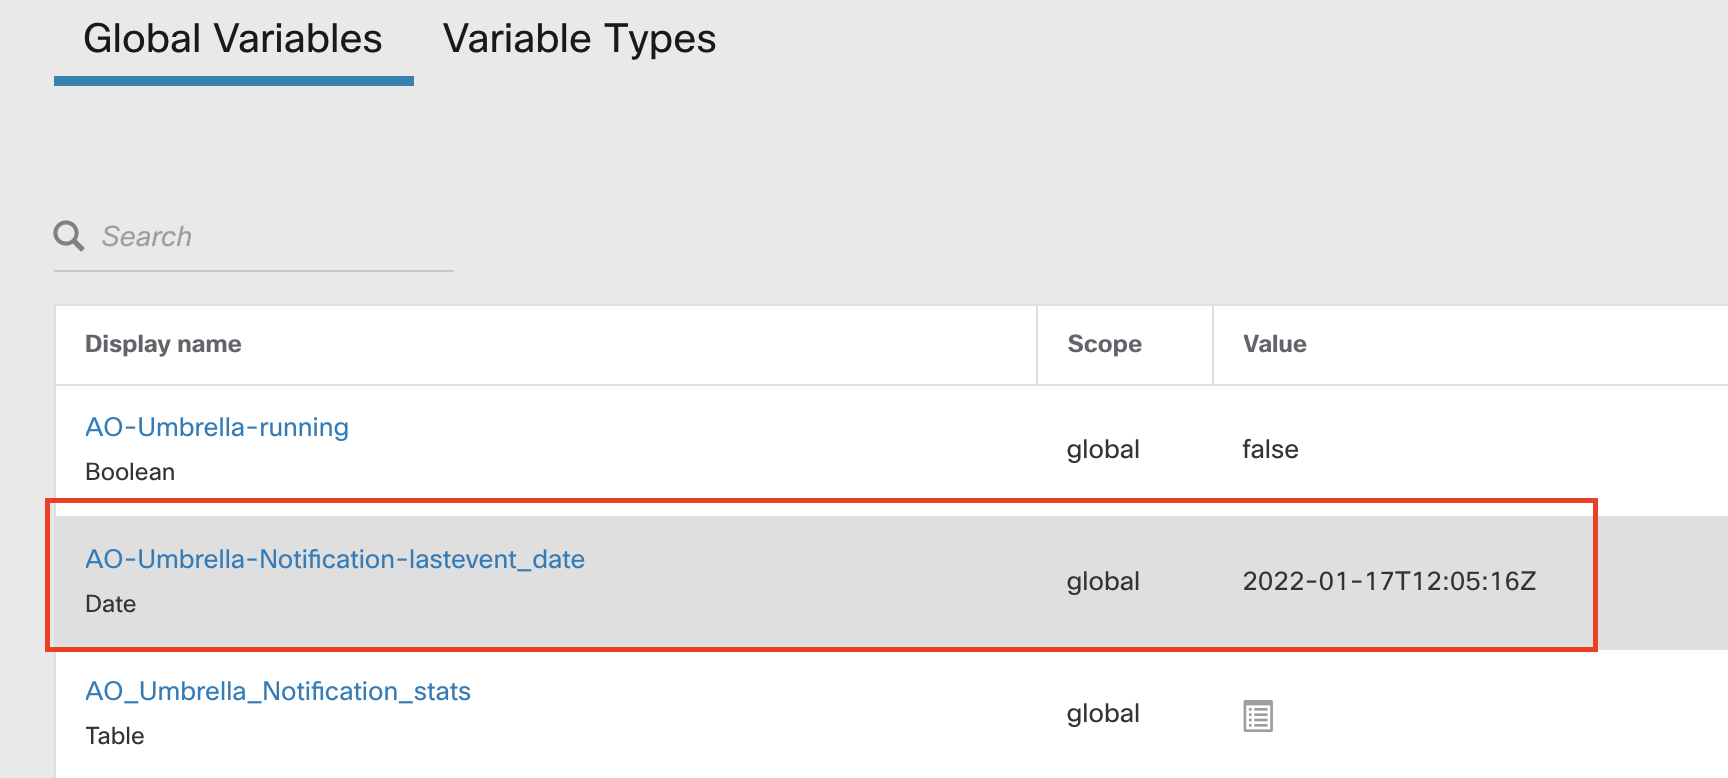 Global Variables Variable Types
Search
Display name Scope Value
AO-Umbrella-running
Boolean
global false
AO-Umbrella-Notification-lastevent_date
Date
global 2022-01-17T12:05:16Z
AO_Umbrella_Notification_stats
Table
global